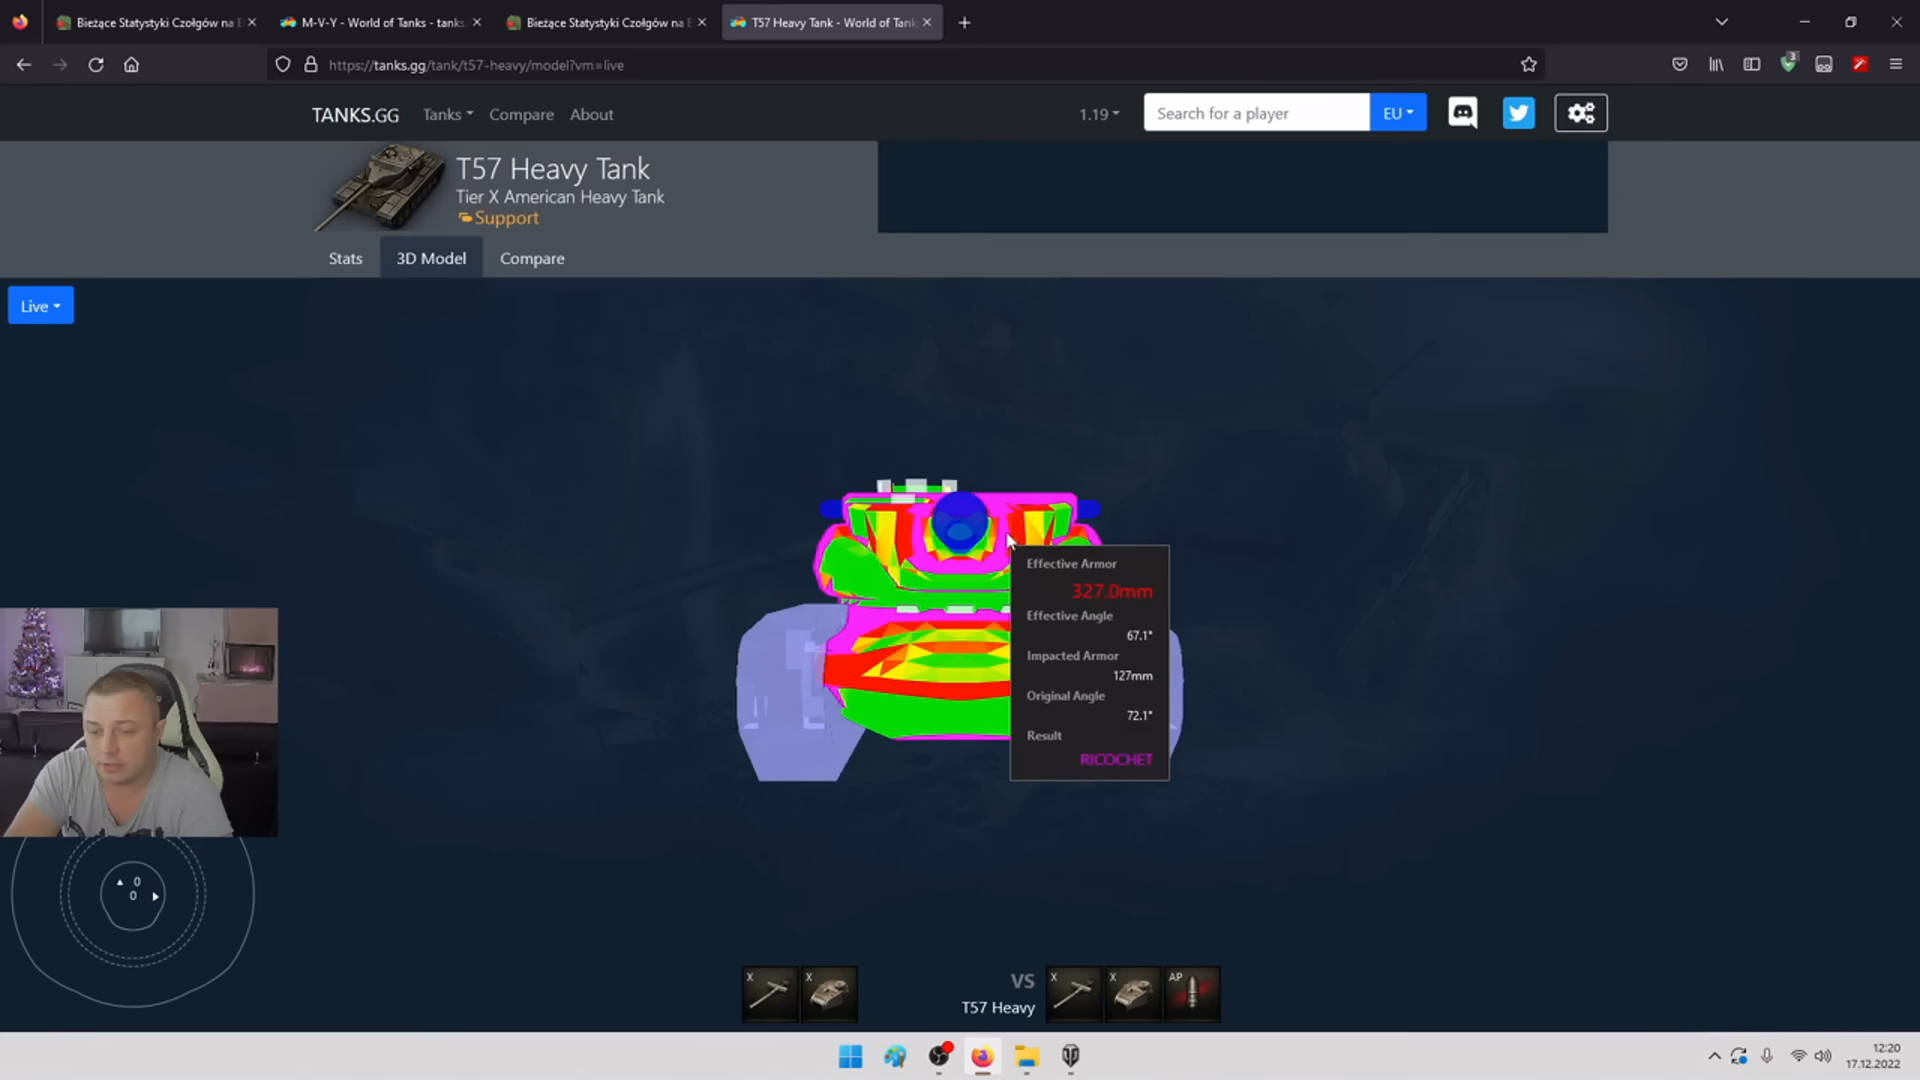 Bieżące Statystyki Czołgów na E
M-V-Y - World of Tanks - tanks.
Bieżące Statystyki Czołgów na E
T57 Heavy Tank - World of Tank
https://tanks.gg/tank/t57-heavy/model?vm=live
3
TANKS.GG
Tanks
Compare
About
1.19
Search for a player
EU
T57 Heavy Tank
Tier X American Heavy Tank
Support
Stats
3D Model
Compare
Live
Effective Armor
327.0mm
Effective Angle
67.1°
Impacted Armor
127mm
Original Angle
72.1°
Result
RICOCHET
0
0
X
X
VS
T57 Heavy
X
X
AP
12:20
17.12.2022